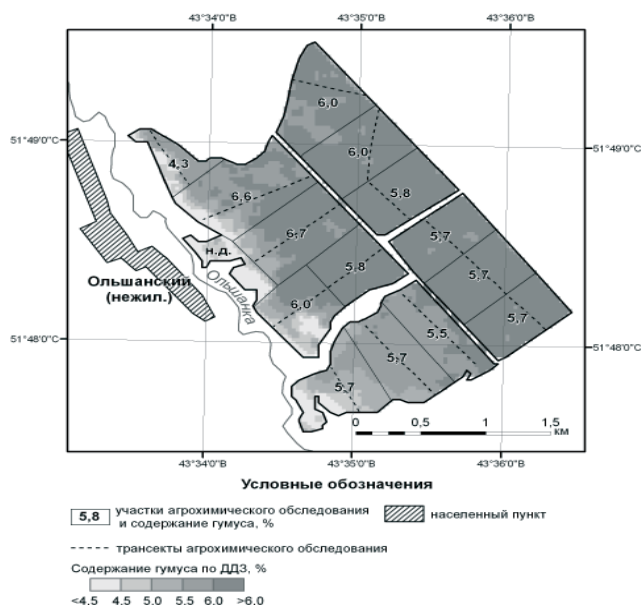 43°34'0"В 43°35'0"В 43°36'0"В
51°49'0"С 51°49'0"С
6,0
4,3
6,0
6,6
5,8
6,7
5,7
н.д.
5,8
5,7
Ольшанка
Ольшанский
(нежил.)
6,0
5,5
5,7
51°48'0"С 51°48'0"С
5,7
5,7
0 0,5 1 1,5
км
43°34'0"В 43°35'0"В 43°36'0"В
Условные обозначения
5,8 участки агрохимического обследования
и содержание гумуса, %
населенный пункт
трансекты агрохимического обследования
Содержание гумуса по ДДЗ, %
<4.5 4.5 5.0 5.5 6.0 >6.0